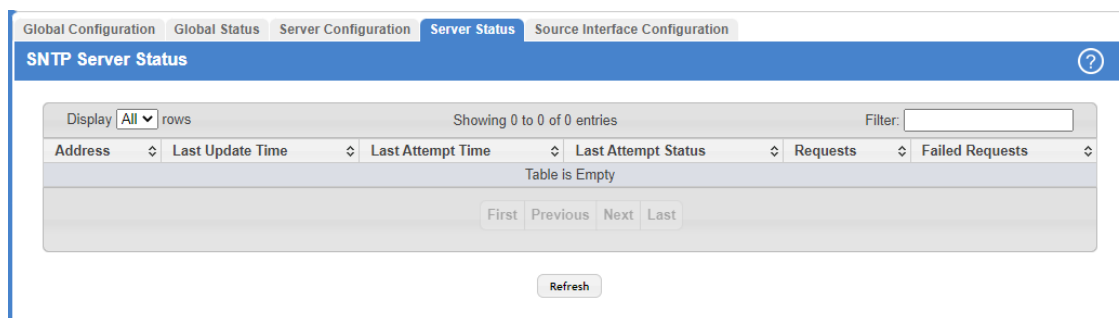 Global Configuration Global Status Server Configuration Server Status Source Interface Configuration
SNTP Server Status ?
Display All rows Showing 0 to 0 of 0 entries Filter:
Address Last Update Time Last Attempt Time Last Attempt Status Requests Failed Requests
Table is Empty
First Previous Next Last
Refresh